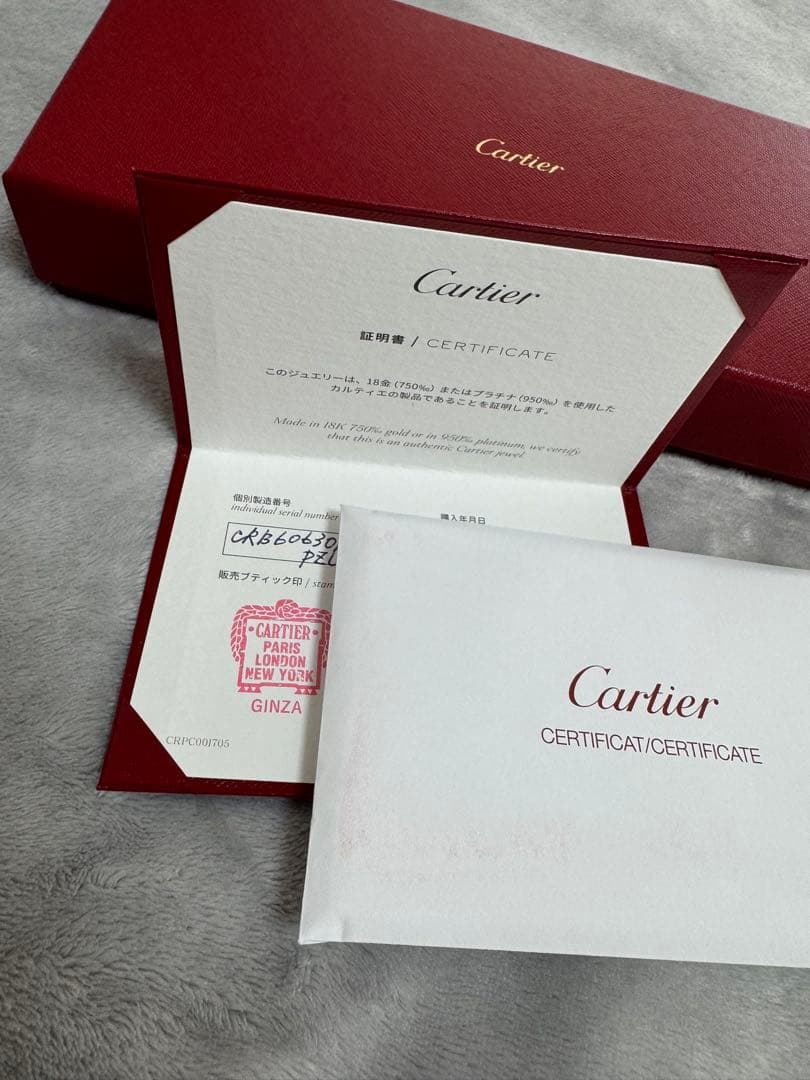 Cartier
Cartier
証明書 / CERTIFICATE
このジュエリーは、18金(750‰)またはプラチナ(950‰)を使用した
カルティエの製品であることを証明します。
Made in 18K 750‰ gold or in 950‰ platinum, we certify
that this is an authentic Cartier jewel.
個別製造番号
individual serial number
購入年月日
CRB60630
PZL
販売ブティック印 /
CARTIER
PARIS
LONDON
NEW YORK
GINZA
CRPC001705
Cartier
CERTIFICAT/CERTIFICATE